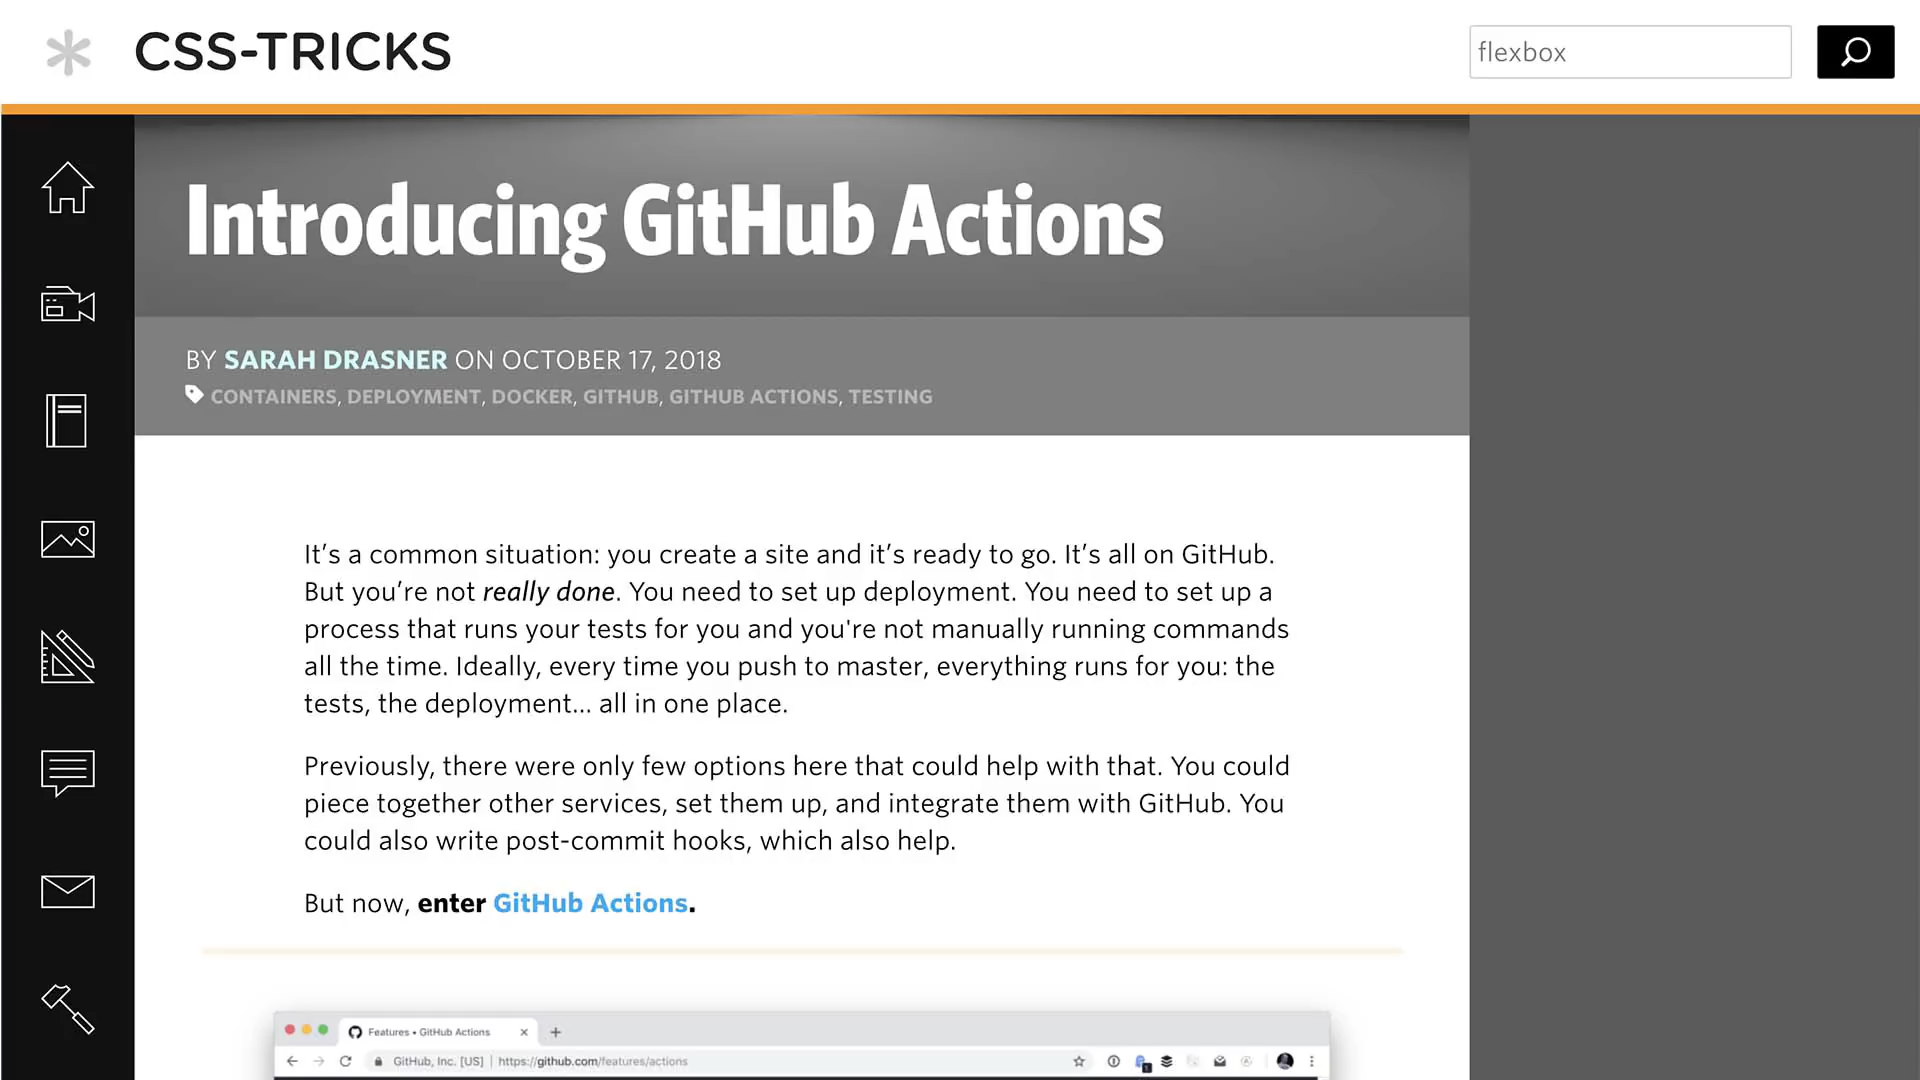 CSS-TRICKS
flexbox
Introducing GitHub Actions
BY SARAH DRASNER ON OCTOBER 17, 2018
CONTAINERS, DEPLOYMENT, DOCKER, GITHUB, GITHUB ACTIONS, TESTING
It’s a common situation: you create a site and it’s ready to go. It’s all on GitHub.
But you’re not really done. You need to set up deployment. You need to set up a
process that runs your tests for you and you're not manually running commands
all the time. Ideally, every time you push to master, everything runs for you: the
tests, the deployment… all in one place.
Previously, there were only few options here that could help with that. You could
piece together other services, set them up, and integrate them with GitHub. You
could also write post-commit hooks, which also help.
But now, enter GitHub Actions.
Features • GitHub Actions
GitHub, Inc. [US] | https://github.com/features/actions